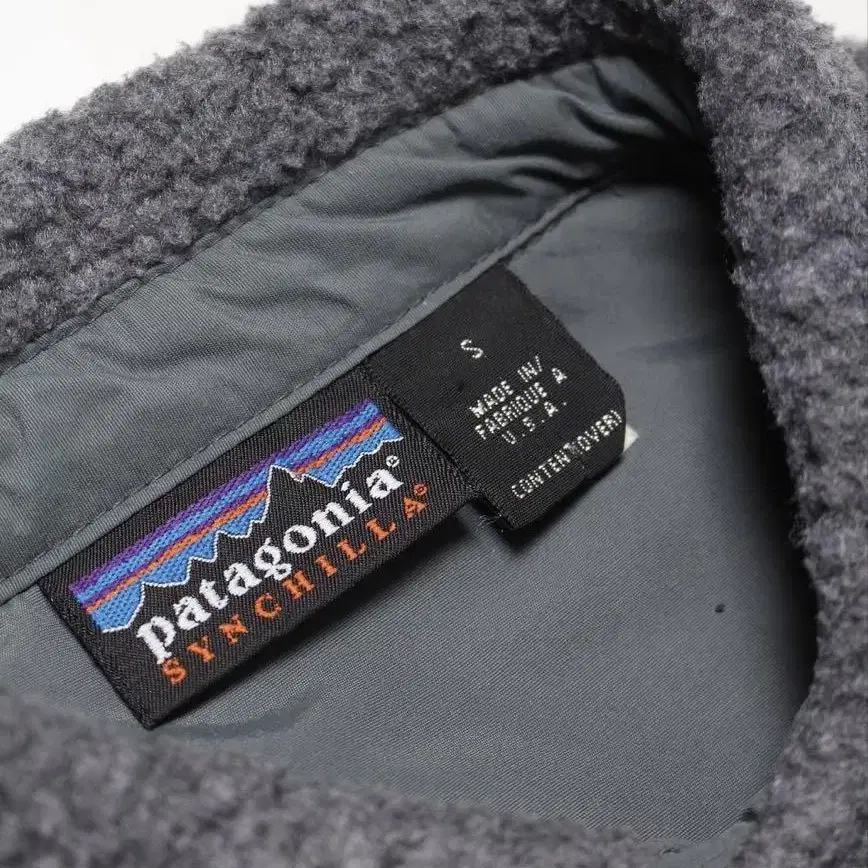 patagonia®
SYNCHILLA®
S
MADE IN/
FABRIQUE A
U.S.A.
CONTENT(OVER)